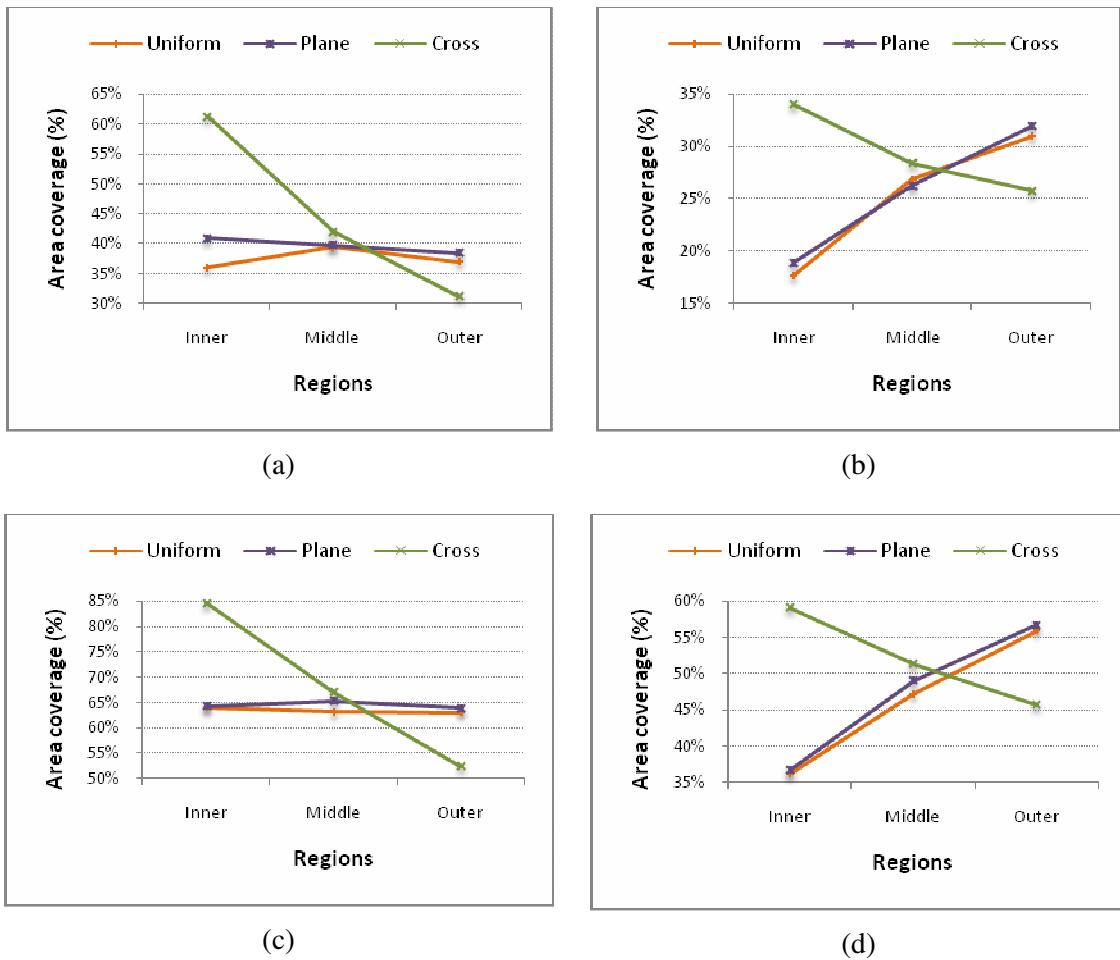 Uniform Plane Cross
Area coverage (%)
65%
60%
55%
50%
45%
40%
35%
30%
Inner Middle Outer
Regions
(a)
Uniform Plane Cross
Area coverage (%)
35%
30%
25%
20%
15%
Inner Middle Outer
Regions
(b)
Uniform Plane Cross
Area coverage (%)
85%
80%
75%
70%
65%
60%
55%
50%
Inner Middle Outer
Regions
(c)
Uniform Plane Cross
Area coverage (%)
60%
55%
50%
45%
40%
35%
Inner Middle Outer
Regions
(d)